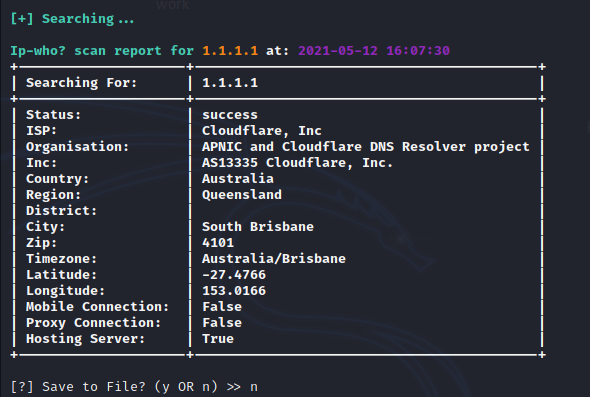 work
[+] Searching...
Ip-who? scan report for 1.1.1.1 at: 2021-05-12 16:07:30
Searching For: 1.1.1.1
Status: success
ISP: Cloudflare, Inc
Organisation: APNIC and Cloudflare DNS Resolver project
Inc: AS13335 Cloudflare, Inc.
Country: Australia
Region: Queensland
District:
City: South Brisbane
Zip: 4101
Timezone: Australia/Brisbane
Latitude: -27.4766
Longitude: 153.0166
Mobile Connection: False
Proxy Connection: False
Hosting Server: True
[?] Save to File? (y OR n) >> n